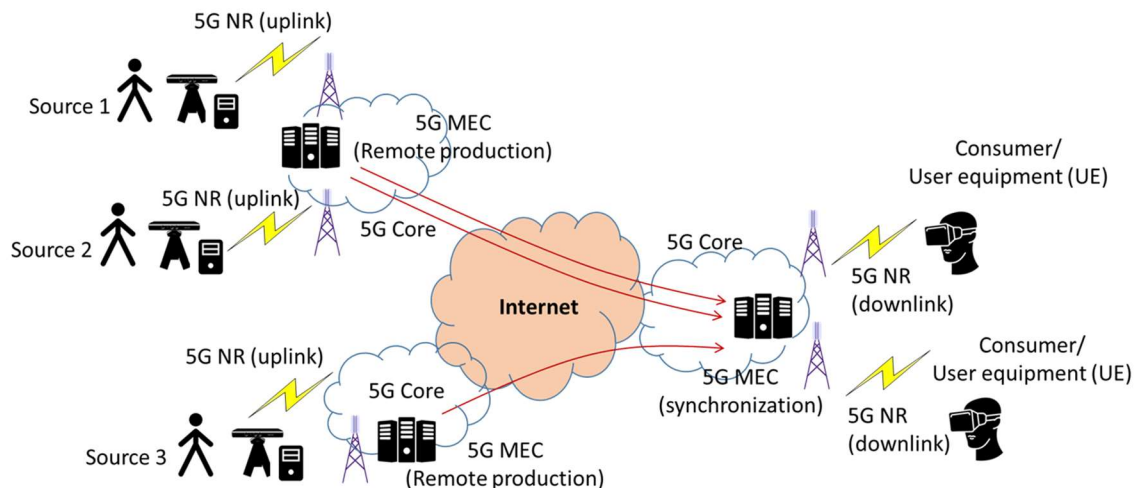 5G NR (uplink)
Source 1
5G MEC
(Remote production)
5G NR (uplink)
Source 2
5G Core
Internet
5G NR (uplink)
5G Core
Source 3
5G MEC
(Remote production)
5G Core
5G MEC
(synchronization)
Consumer/
User equipment (UE)
5G NR
(downlink)
Consumer/
User equipment (UE)
5G NR
(downlink)